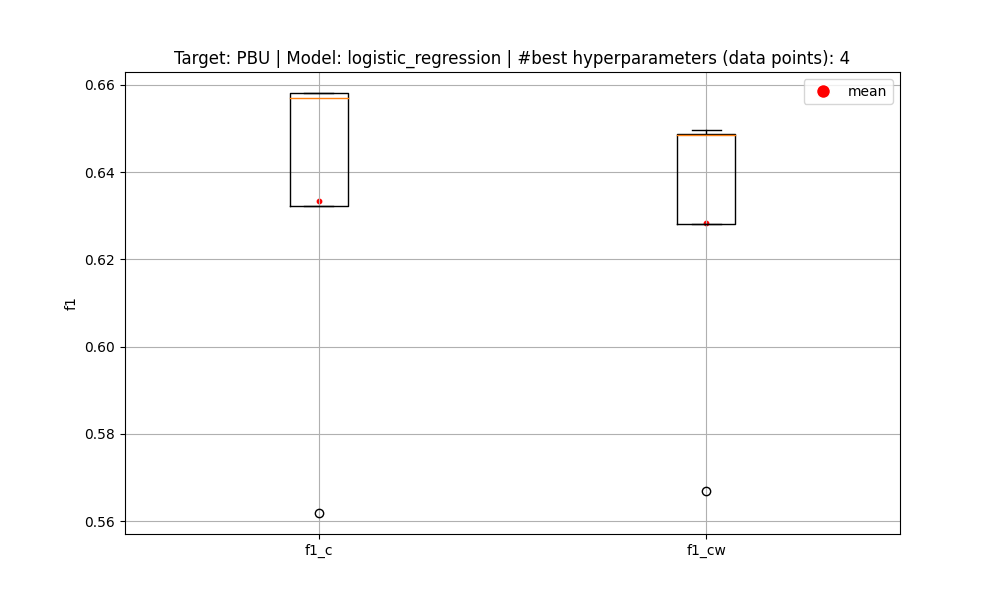 Target: PBU | Model: logistic_regression | #best hyperparameters (data points): 4
mean
0.66
0.64
0.62
0.60
0.58
0.56
f1
f1_c
f1_cw